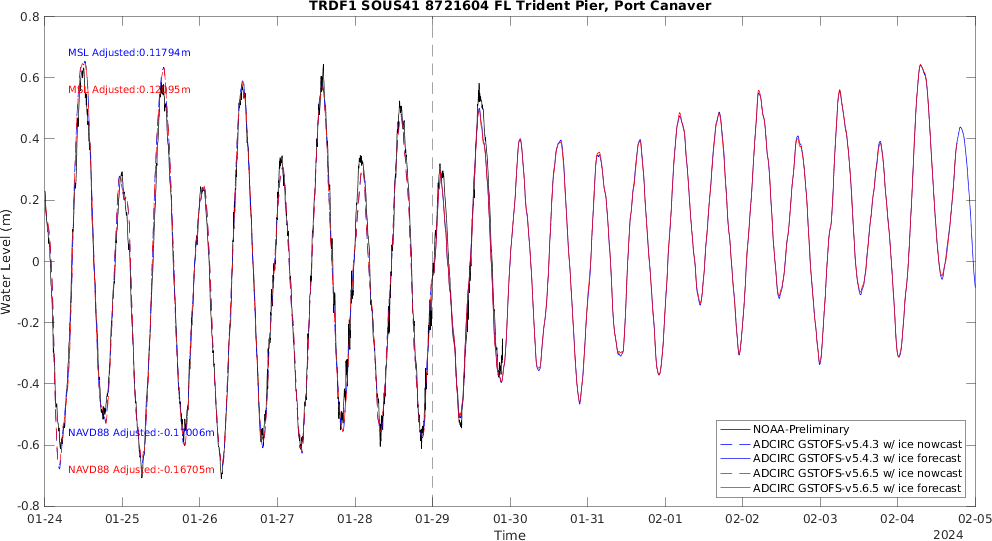 TRDF1 SOUS41 8721604 FL Trident Pier, Port Canaver
0.8
0.6
0.4
0.2
0
-0.2
-0.4
-0.6
-0.8
Water Level (m)
MSL Adjusted:0.11794m
MSL Adjusted:0.12095m
NAVD88 Adjusted:-0.17006m
NAVD88 Adjusted:-0.16705m
NOAA-Preliminary
ADCIRC GSTOFS-v5.4.3 w/ ice nowcast
ADCIRC GSTOFS-v5.4.3 w/ ice forecast
ADCIRC GSTOFS-v5.6.5 w/ ice nowcast
ADCIRC GSTOFS-v5.6.5 w/ ice forecast
01-24 01-25 01-26 01-27 01-28 01-29 01-30 01-31 02-01 02-02 02-03 02-04 02-05
Time
2024